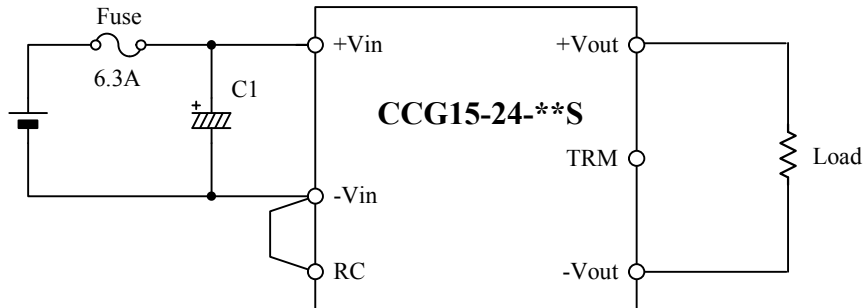 Fuse
6.3A
+
C1
+Vin
-Vin
RC
CCG15-24-**S
+Vout
TRM
-Vout
Load